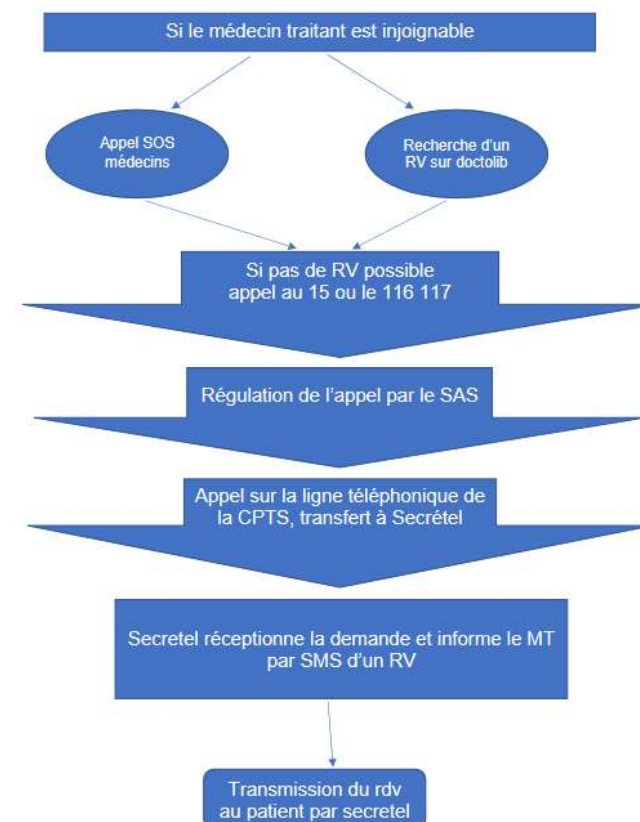 Si le médecin traitant est injoignable
Appel SOS
médecins
Recherche d'un
RV sur doctolib
Si pas de RV possible
appel au 15 ou le 116 117
Régulation de l'appel par le SAS
Appel sur la ligne téléphonique de
la CPTS, transfert à Secrétel
Secretel réceptionne la demande et informe le MT
par SMS d'un RV
Transmission du rdv
au patient par secretel